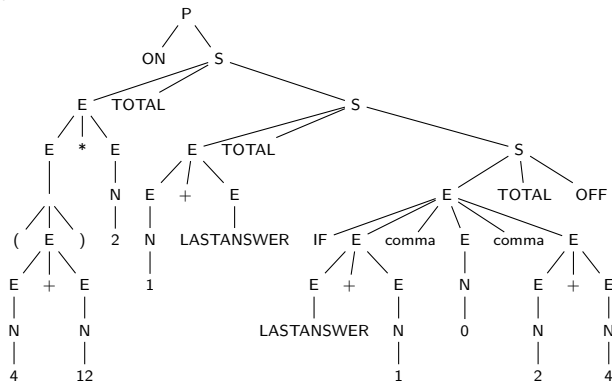 P
ON S
E TOTAL S
E * E E TOTAL S
N E + E E TOTAL OFF
( E ) 2 N LASTANSWER IF E comma E comma E
E + E 1 E + E N E + E
N N LASTANSWER N 0 N N
4 12 1 2 4